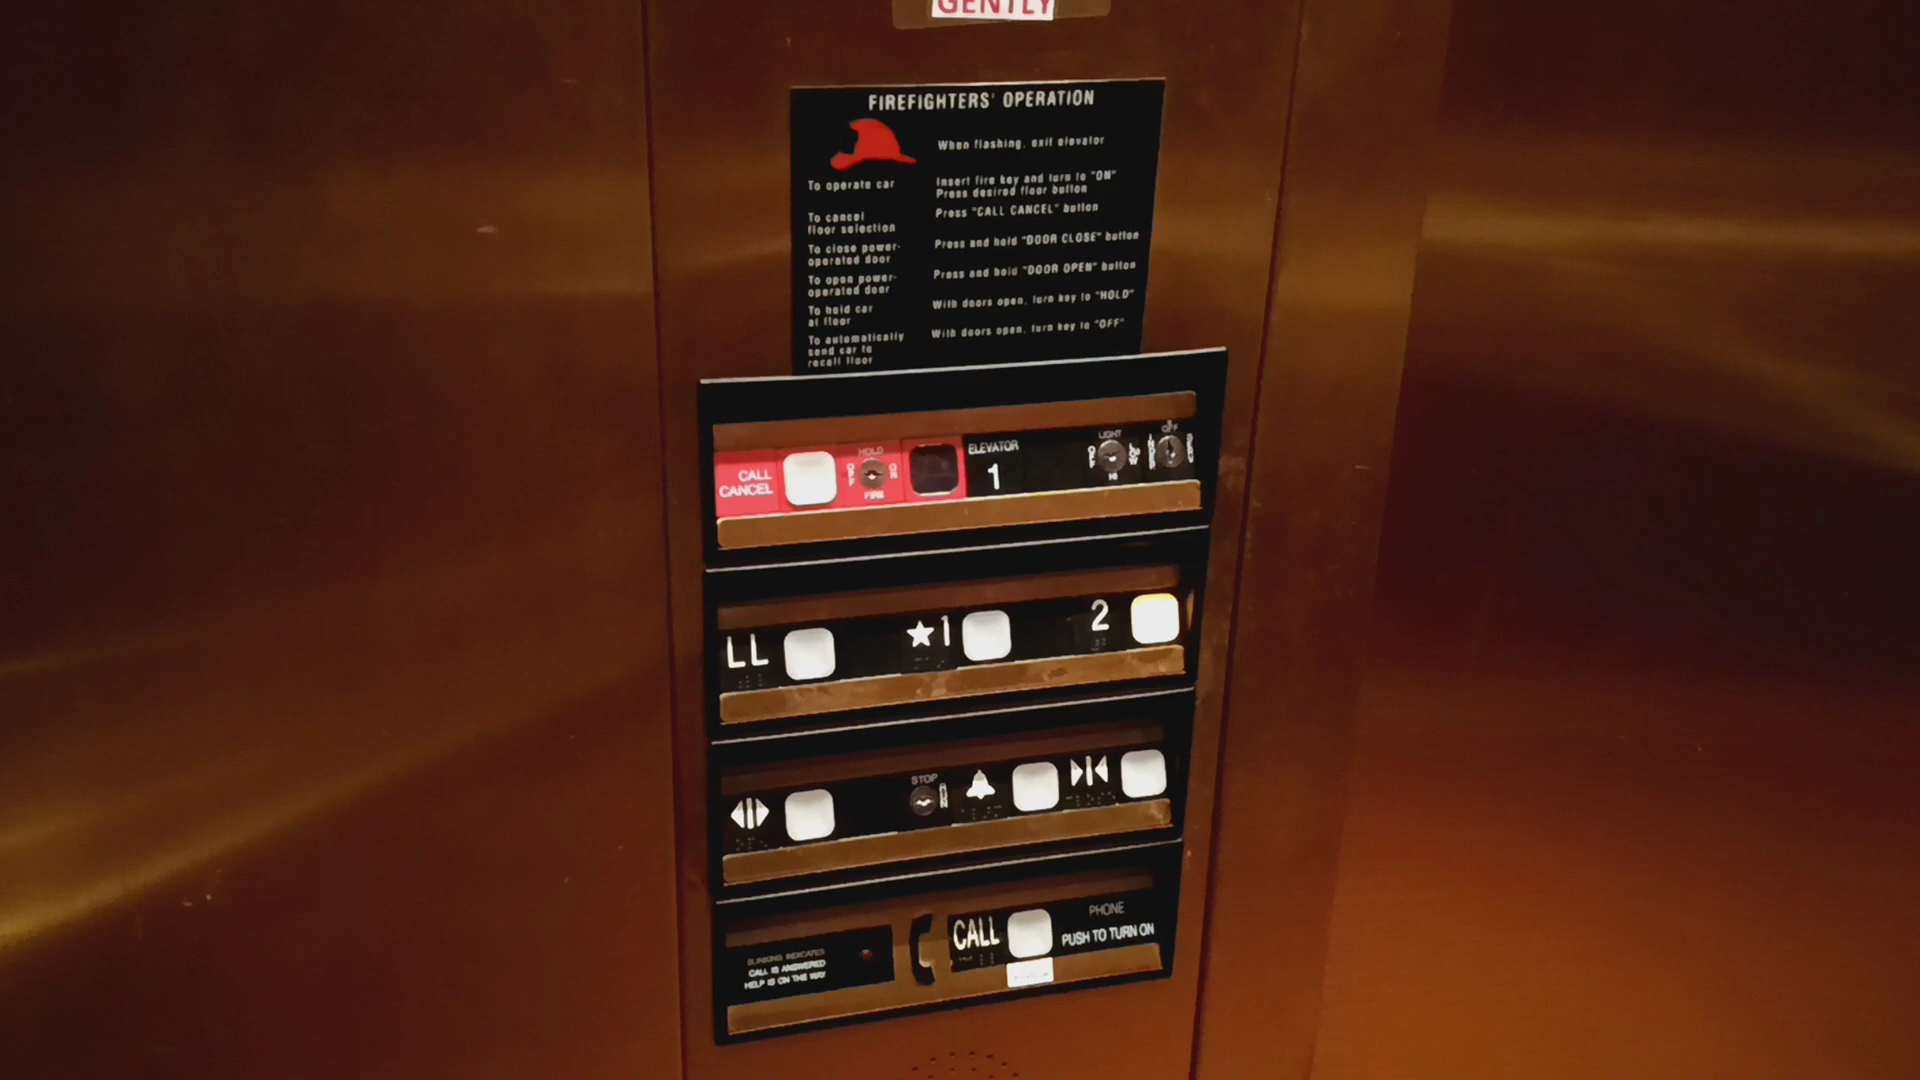 GENTLY
FIREFIGHTERS' OPERATION
When flashing, exit elevator
To operate car
Insert fire key and turn to "ON"
Press desired floor button
To cancel
floor selection
Press "CALL CANCEL" button
To close power-
operated door
Press and hold "DOOR CLOSE" button
To open power-
operated door
Press and hold "DOOR OPEN" button
To hold car
at floor
With doors open, turn key to "HOLD"
To automatically
send car to
recall floor
With doors open, turn key to "OFF"
CALL
CANCEL
HOLD
OFF
ON
FIRE
ELEVATOR
1
LIGHT
OFF
HI
OFF
LL
★1
2
STOP
RUN
BLINKING INDICATES
CALL IS ANSWERED
HELP IS ON THE WAY
CALL
PHONE
PUSH TO TURN ON